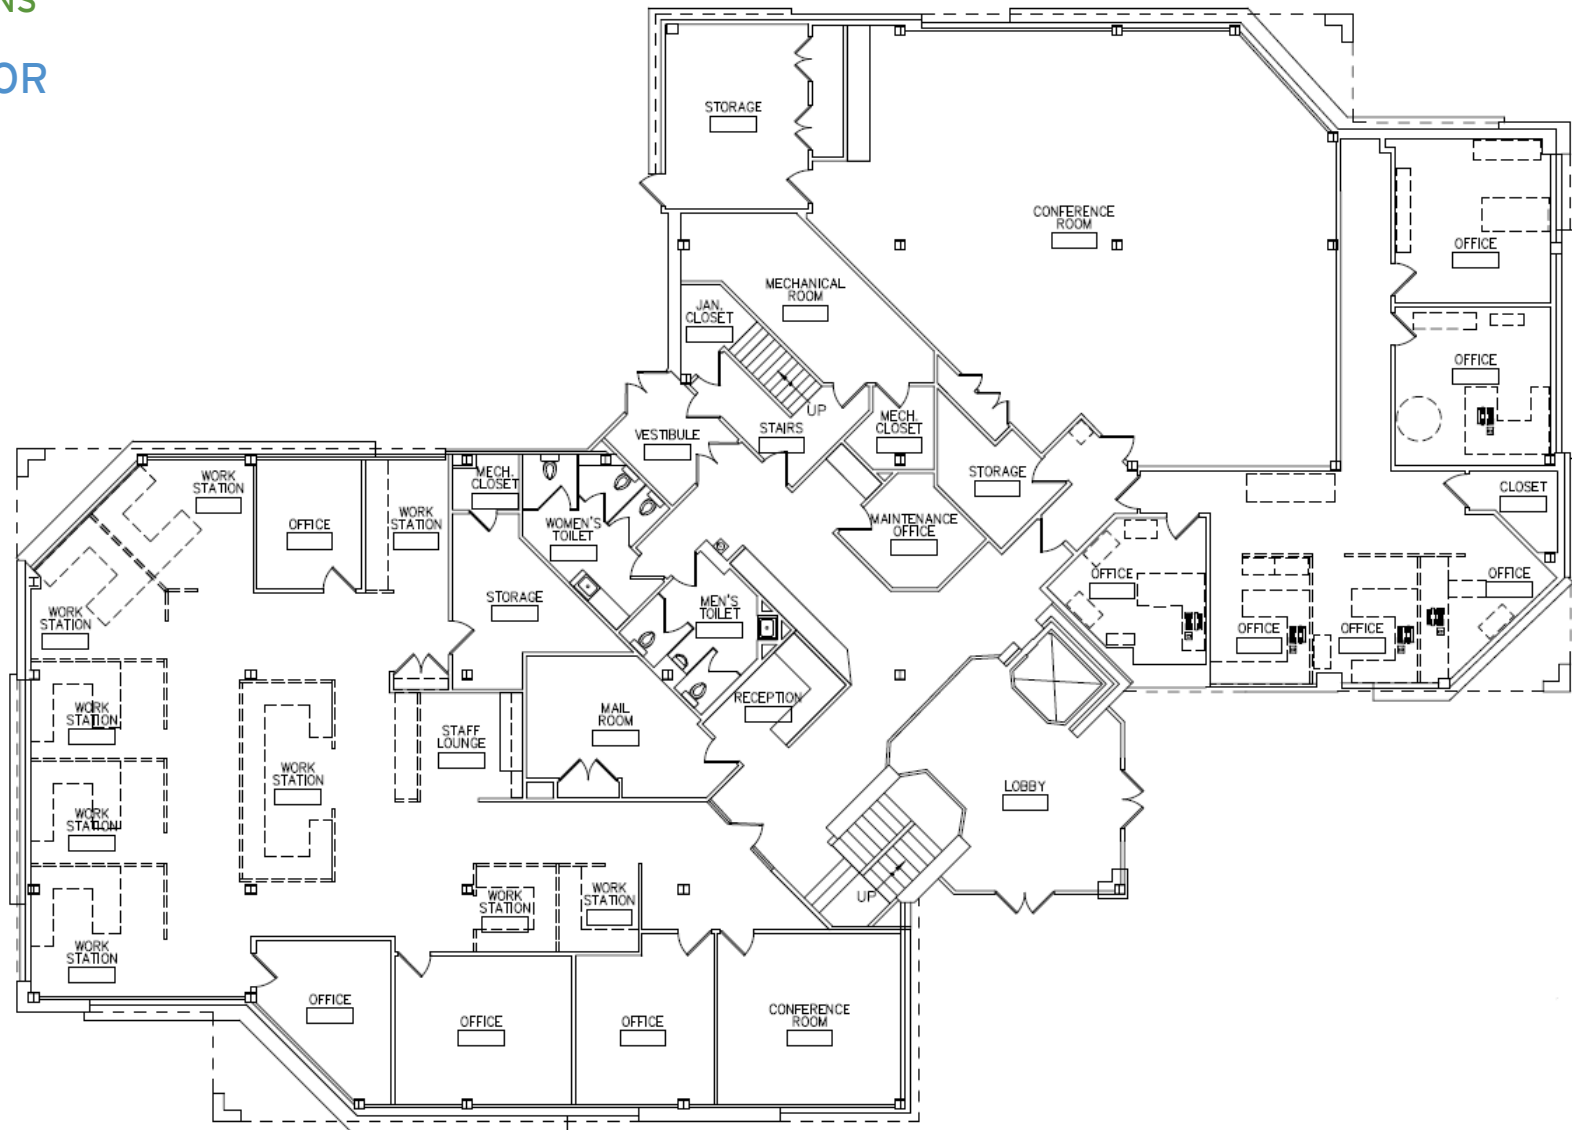 NS
OR
STORAGE
CONFERENCE
ROOM
OFFICE
MECHANICAL
ROOM
JAN.
CLOSET
OFFICE
UP
MECH.
CLOSET
STAIRS
VESTIBULE
STORAGE
CLOSET
WORK
STATION
MECH.
CLOSET
OFFICE
WORK
STATION
WOMEN'S
TOILET
MAINTENANCE
OFFICE
OFFICE
OFFICE
STORAGE
MEN'S
TOILET
WORK
STATION
OFFICE
OFFICE
RECEPTION
WORK
STATION
MAIL
ROOM
STAFF
LOUNGE
WORK
STATION
LOBBY
WORK
STATION
UP
WORK
STATION
WORK
STATION
WORK
STATION
OFFICE
OFFICE
OFFICE
CONFERENCE
ROOM